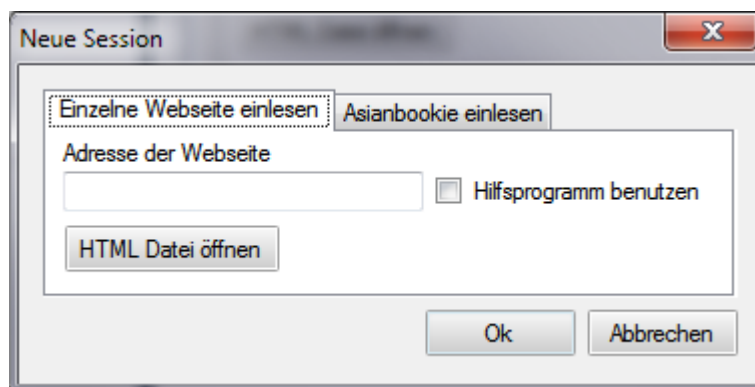 Neue Session
Einzelne Webseite einlesen
Asianbookie einlesen
Adresse der Webseite
Hilfsprogramm benutzen
HTML Datei öffnen
Ok
Abbrechen